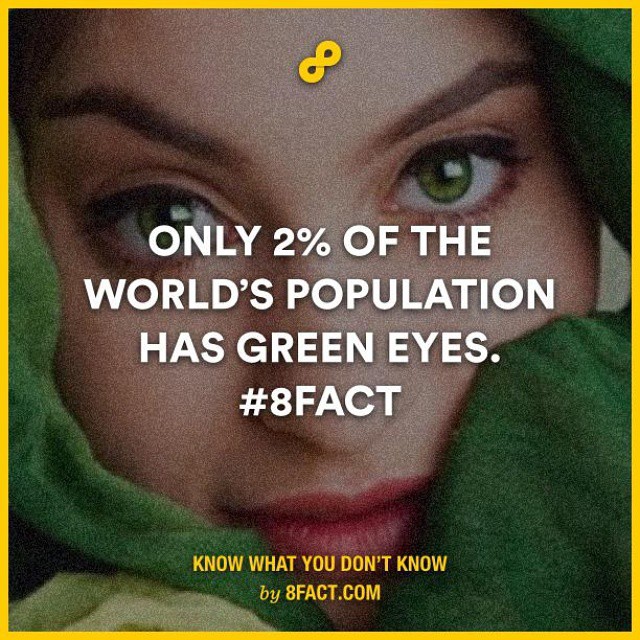 ONLY 2% OF THE
WORLD'S POPULATION
HAS GREEN EYES.
#8FACT
KNOW WHAT YOU DON'T KNOW
by 8FACT.COM